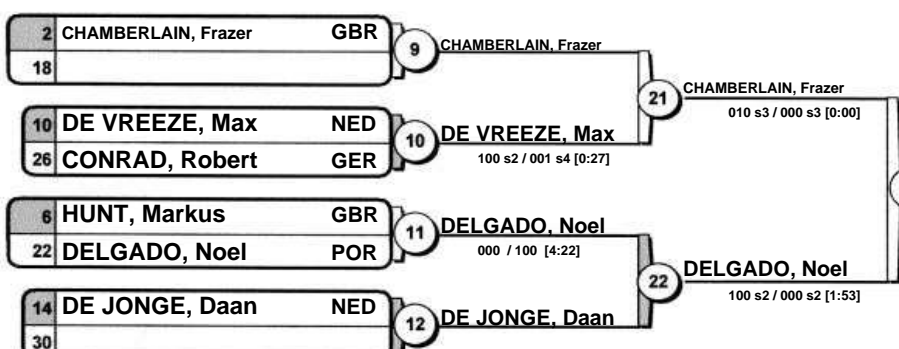 2 CHAMBERLAIN, Frazer GBR
18
9
CHAMBERLAIN, Frazer
10 DE VREEZE, Max NED
26 CONRAD, Robert GER
10
DE VREEZE, Max
100 s2 / 001 s4 [0:27]
21
CHAMBERLAIN, Frazer
010 s3 / 000 s3 [0:00]
6 HUNT, Markus GBR
22 DELGADO, Noel POR
11
DELGADO, Noel
000 / 100 [4:22]
14 DE JONGE, Daan NED
30
12
DE JONGE, Daan
22
DELGADO, Noel
100 s2 / 000 s2 [1:53]